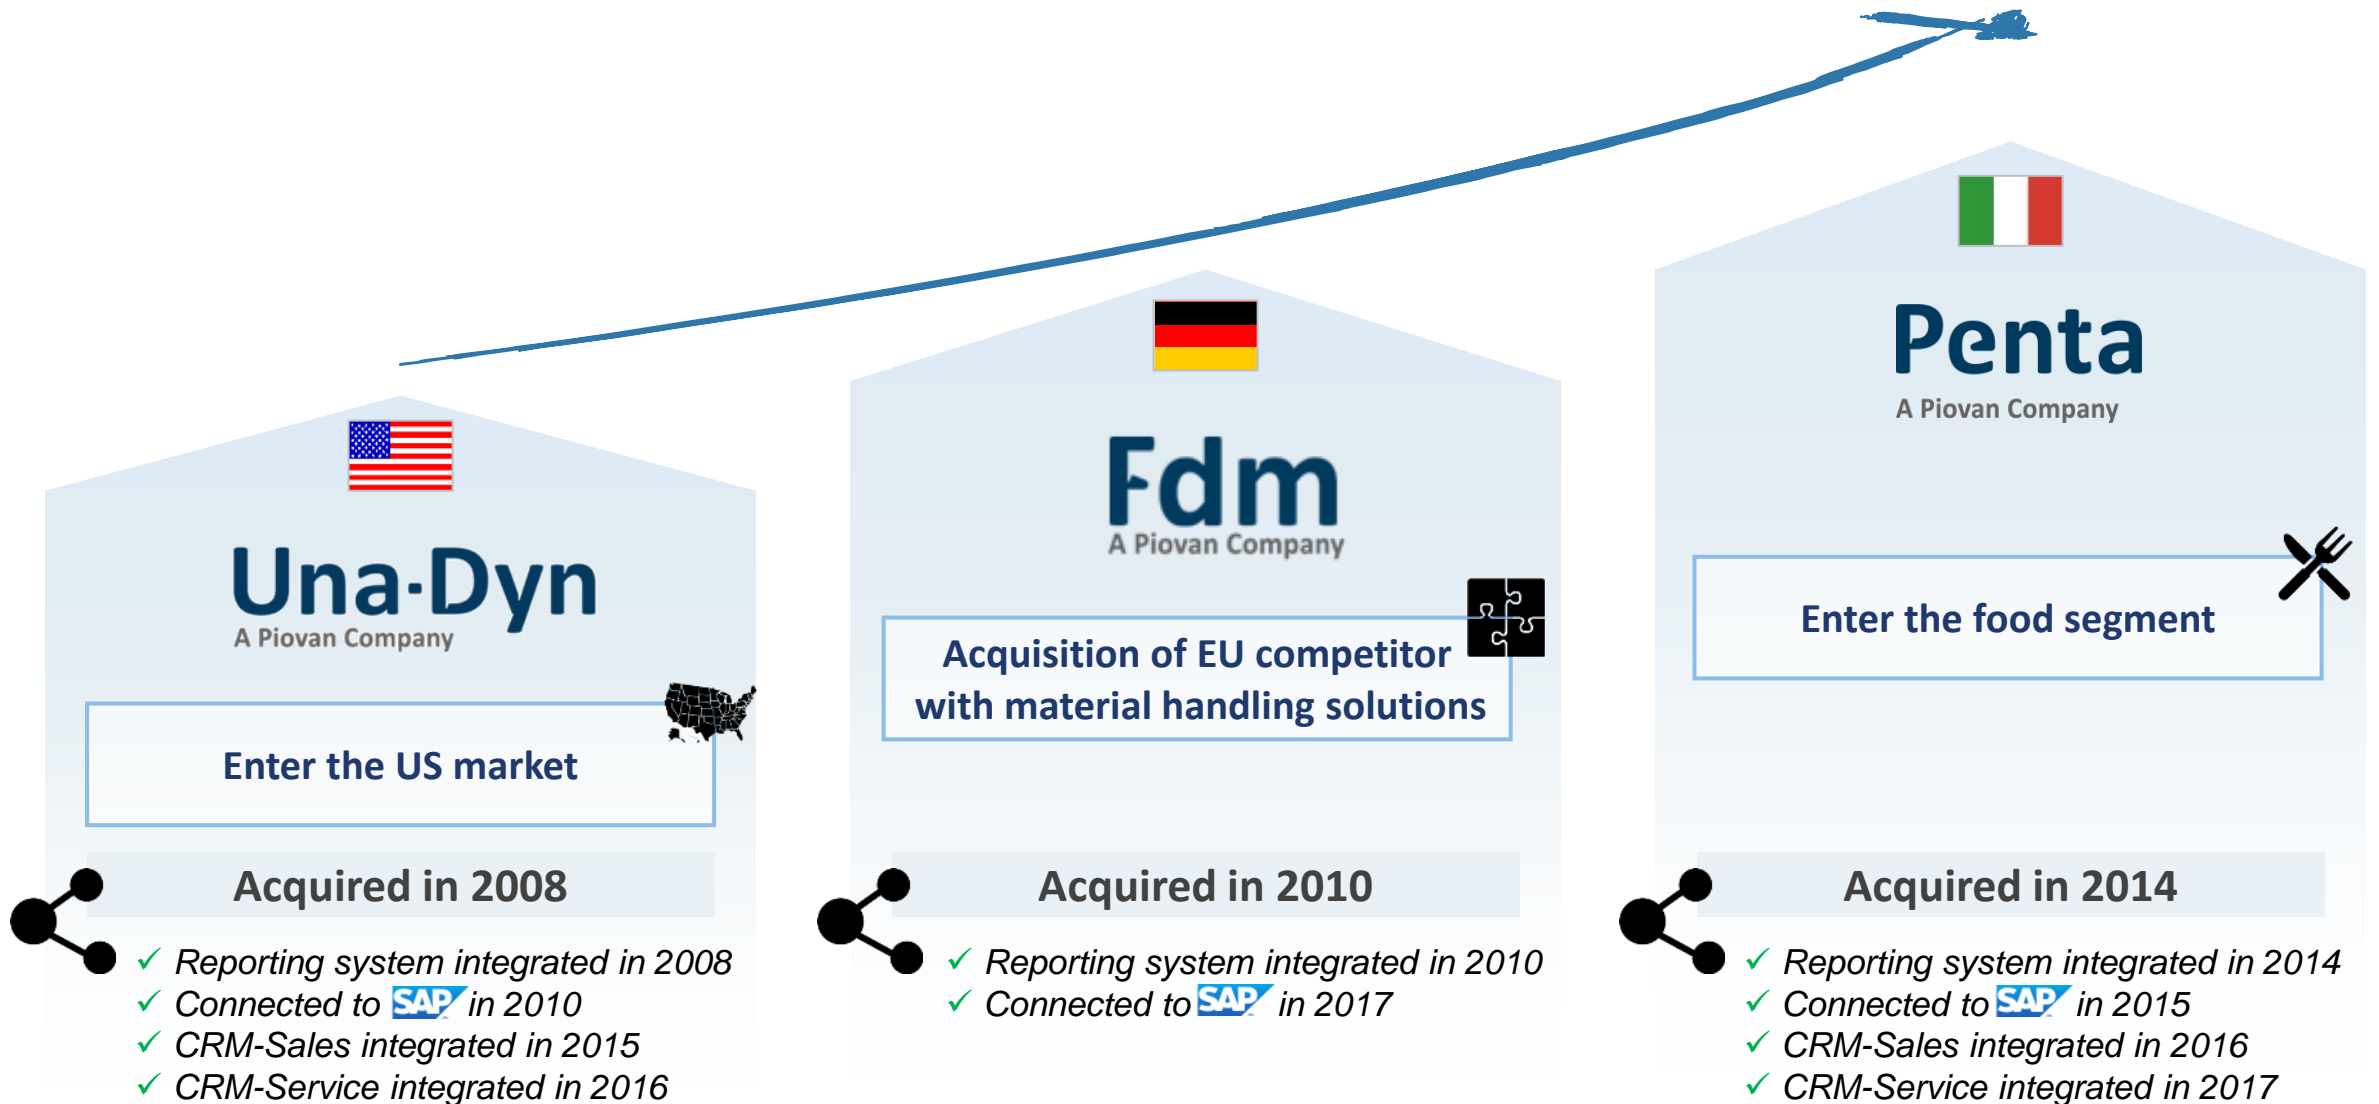 Una-Dyn
A Piovan Company
Enter the US market
Acquired in 2008
Reporting system integrated in 2008
Connected to SAP in 2010
CRM-Sales integrated in 2015
CRM-Service integrated in 2016
Fdm
A Piovan Company
Acquisition of EU competitor
with material handling solutions
Acquired in 2010
Reporting system integrated in 2010
Connected to SAP in 2017
Penta
A Piovan Company
Enter the food segment
Acquired in 2014
Reporting system integrated in 2014
Connected to SAP in 2015
CRM-Sales integrated in 2016
CRM-Service integrated in 2017